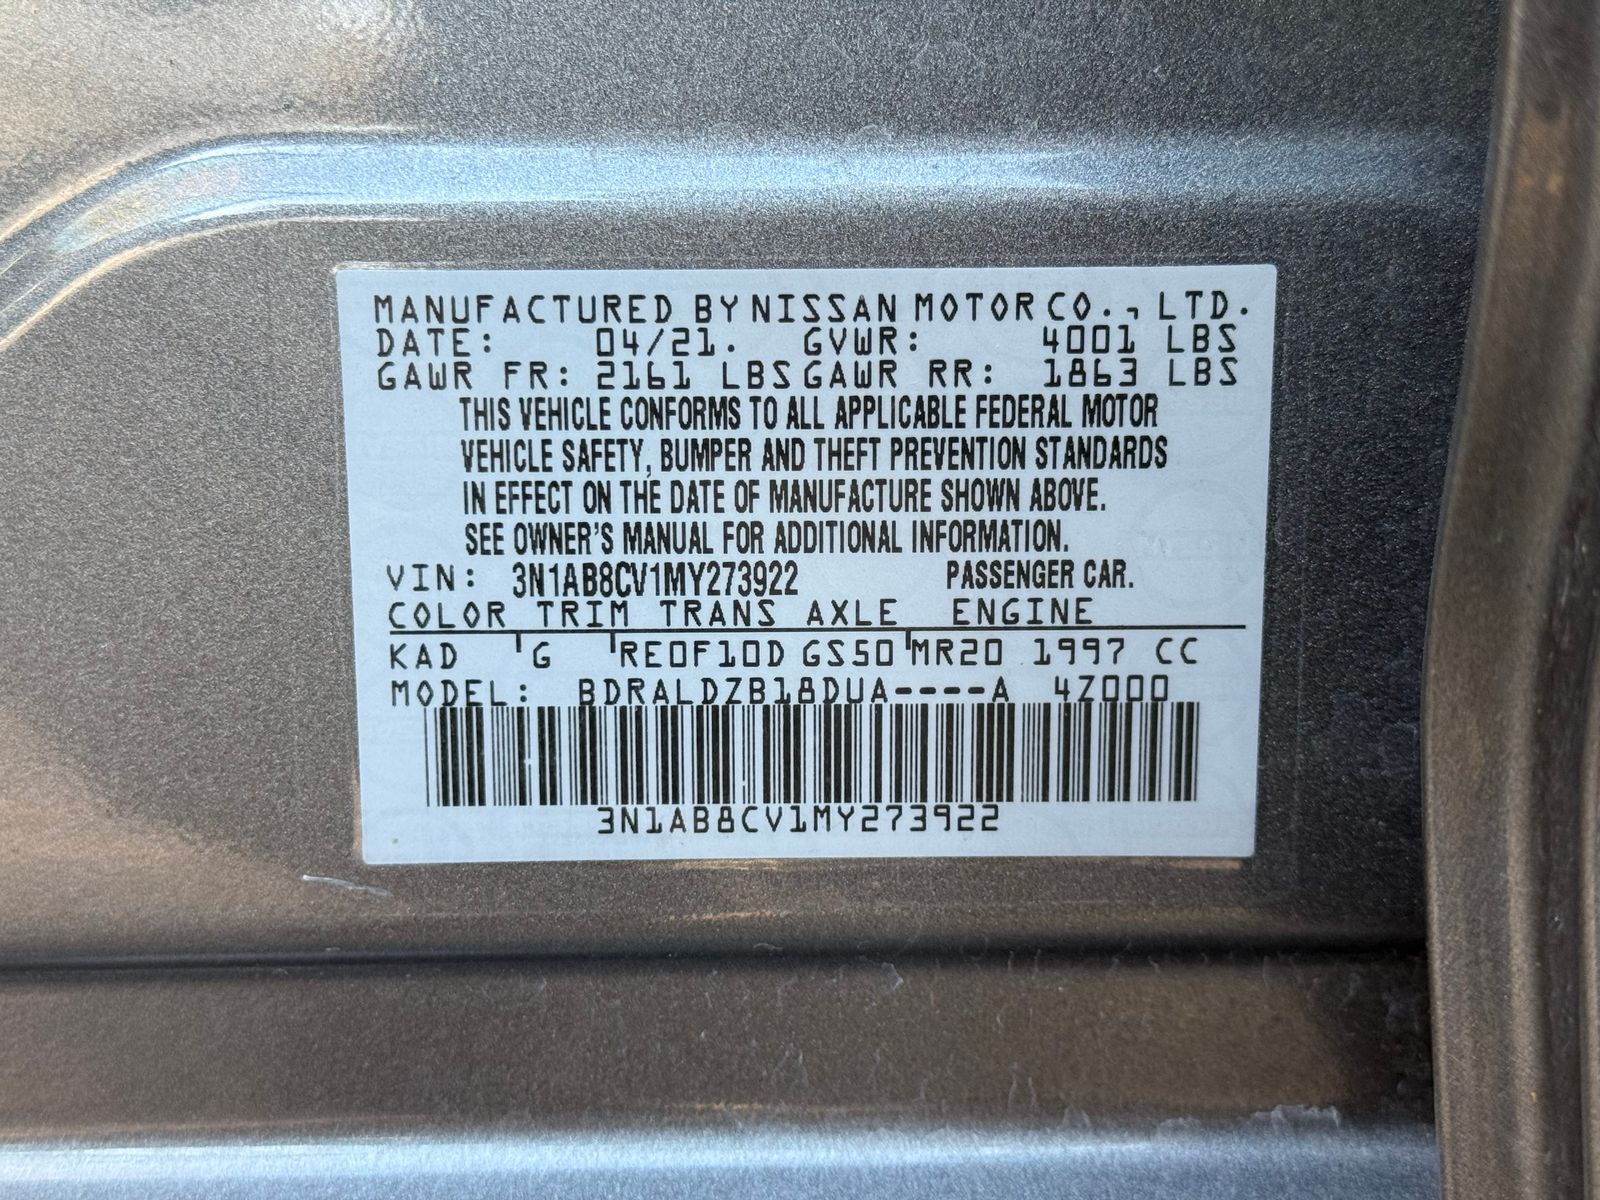 MANUFACTURED BY NISSAN MOTOR CO., LTD.
DATE: 04/21. GVWR: 4001 LBS
GAWR FR: 2161 LBS GAWR RR: 1863 LBS
THIS VEHICLE CONFORMS TO ALL APPLICABLE FEDERAL MOTOR
VEHICLE SAFETY, BUMPER AND THEFT PREVENTION STANDARDS
IN EFFECT ON THE DATE OF MANUFACTURE SHOWN ABOVE.
SEE OWNER'S MANUAL FOR ADDITIONAL INFORMATION.
VIN: 3N1AB8CV1MY273922 PASSENGER CAR.
COLOR TRIM TRANS AXLE ENGINE
KAD G RE0F10D GS50 MR20 1997 CC
MODEL: BDRALDZB18DUA----A 4Z000
3N1AB8CV1MY273922